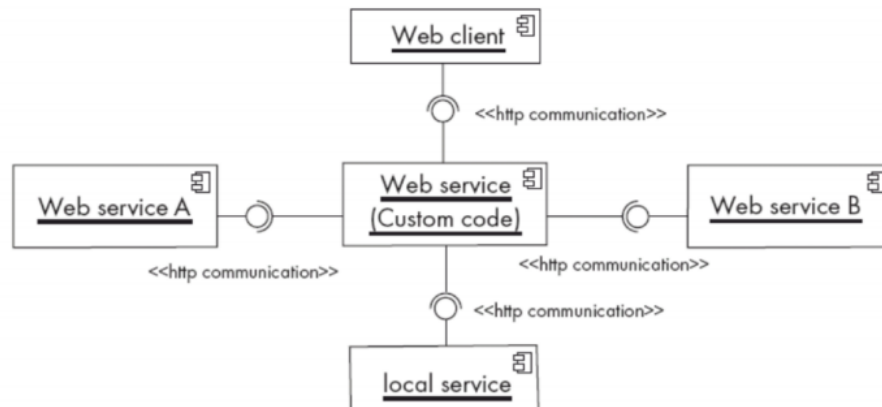 Web client
<<http communication>>
Web service A
Web service
(Custom code)
Web service B
<<http communication>>
<<http communication>>
<<http communication>>
local service